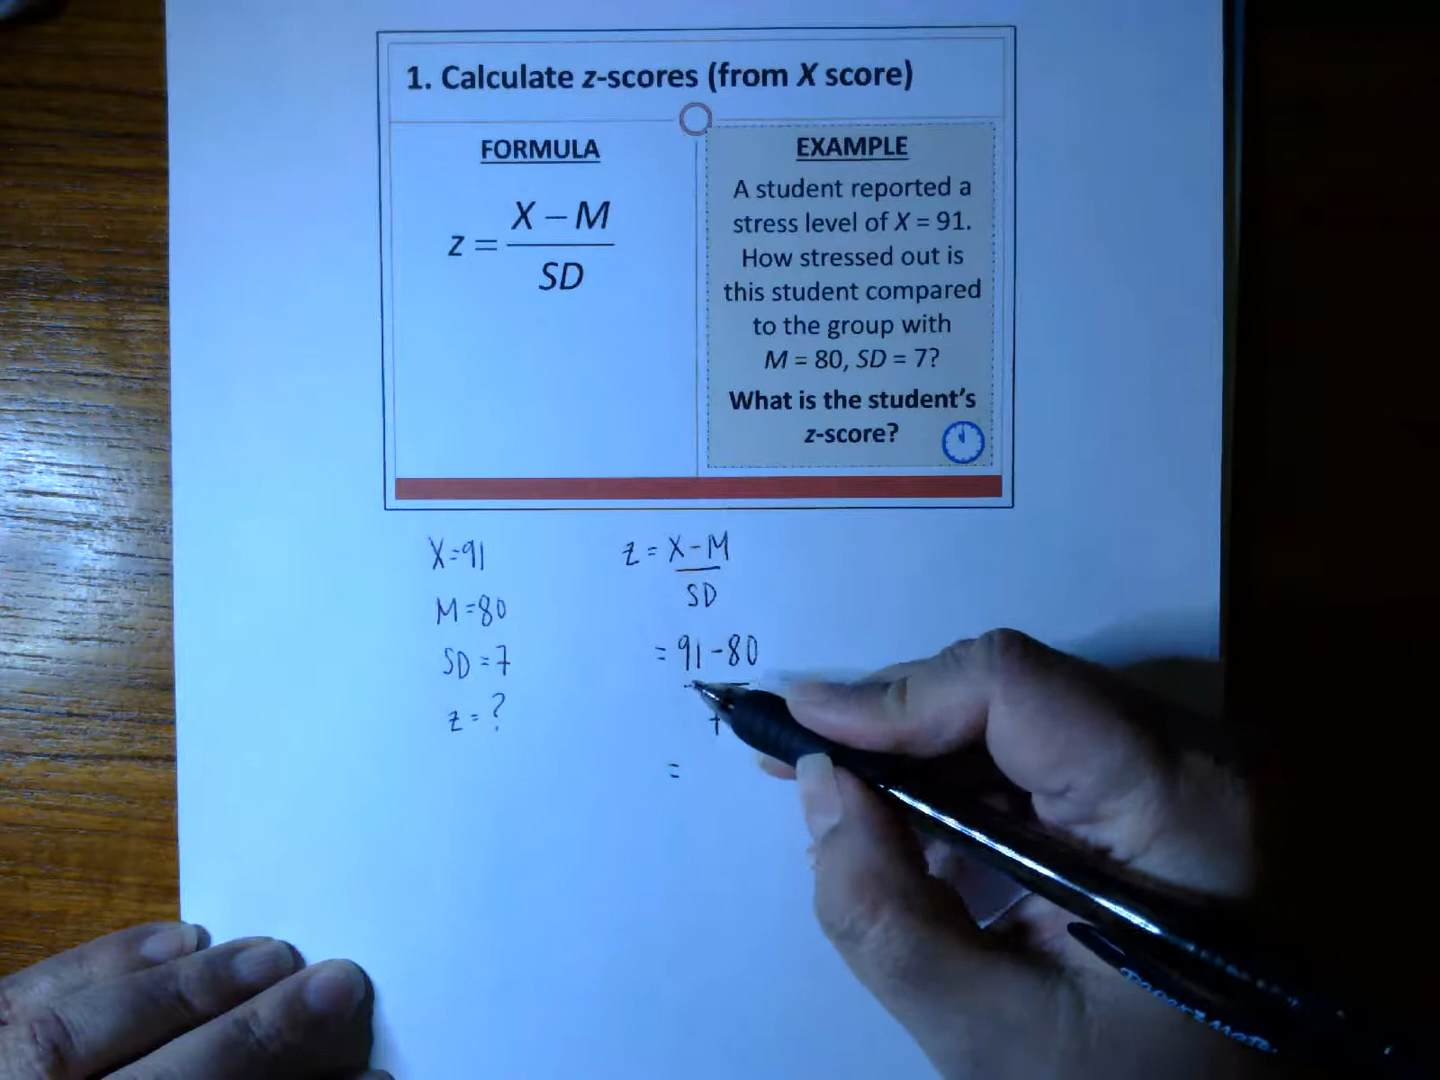 1. Calculate z-scores (from X score)
FORMULA
z = X – M
SD
EXAMPLE
A student reported a
stress level of X = 91.
How stressed out is
this student compared
to the group with
M = 80, SD = 7?
What is the student's
z-score?
X=91
M=80
SD=7
z=?
z = X-M
SD
= 91-80
7
=